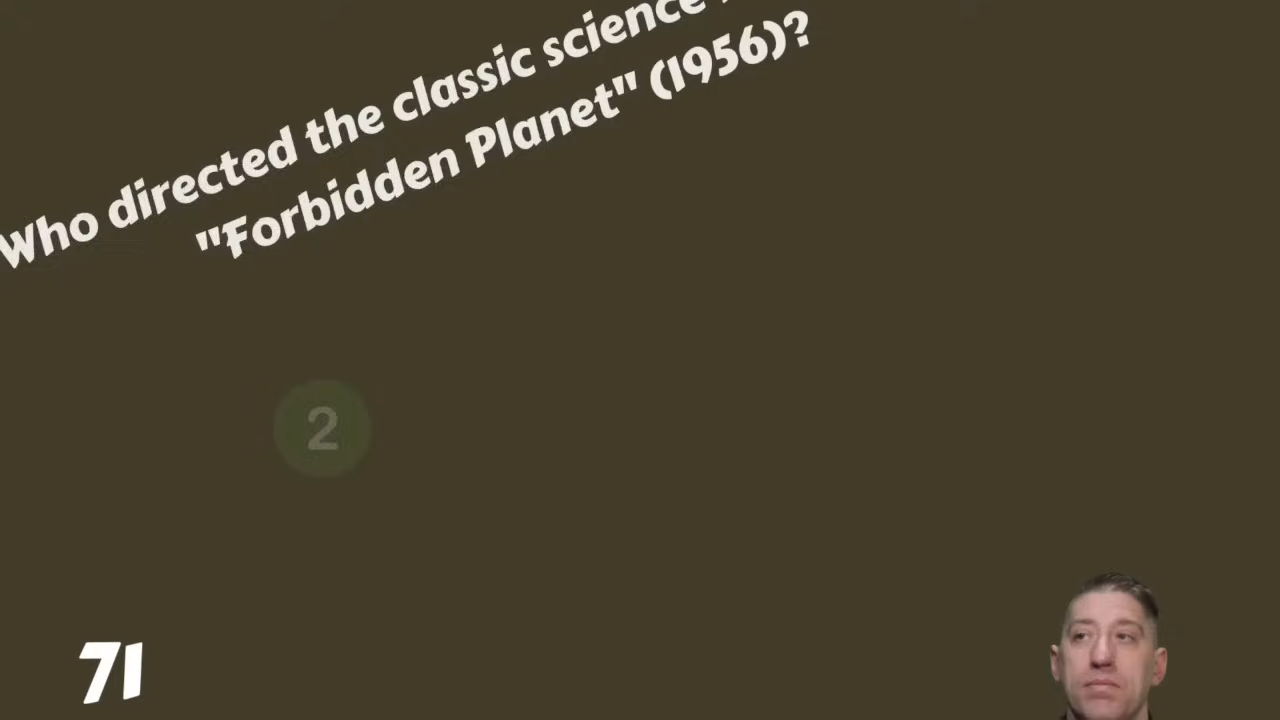 Who directed the classic science
"Forbidden Planet" (1956)?
2
71